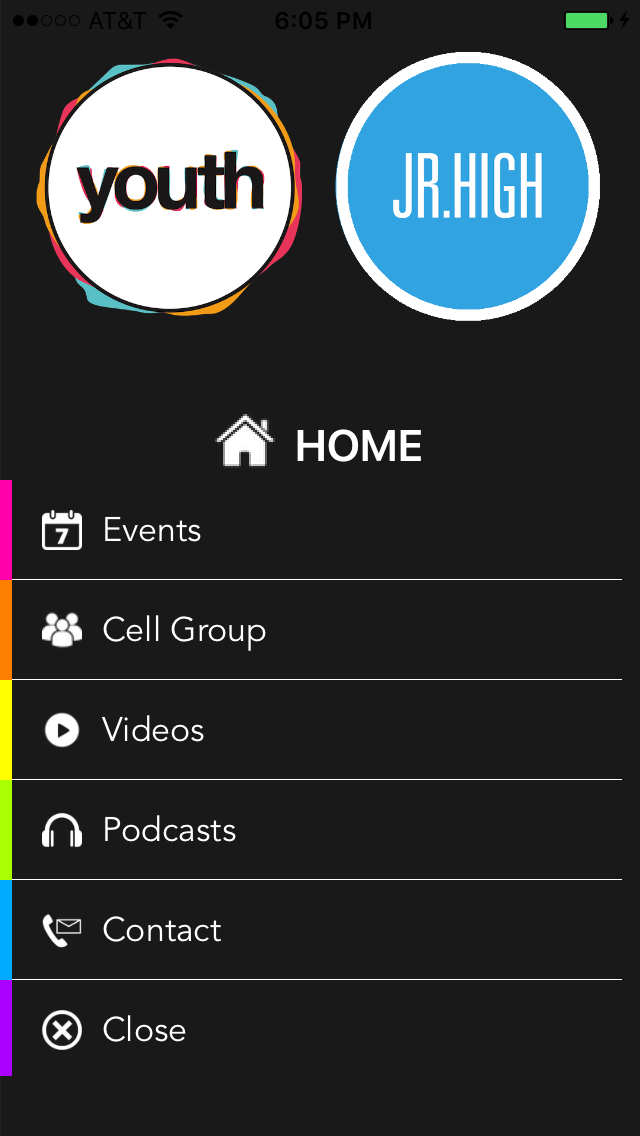 AT&T 6:05 PM
youth JR.HIGH
HOME
7 Events
Cell Group
Videos
Podcasts
Contact
Close